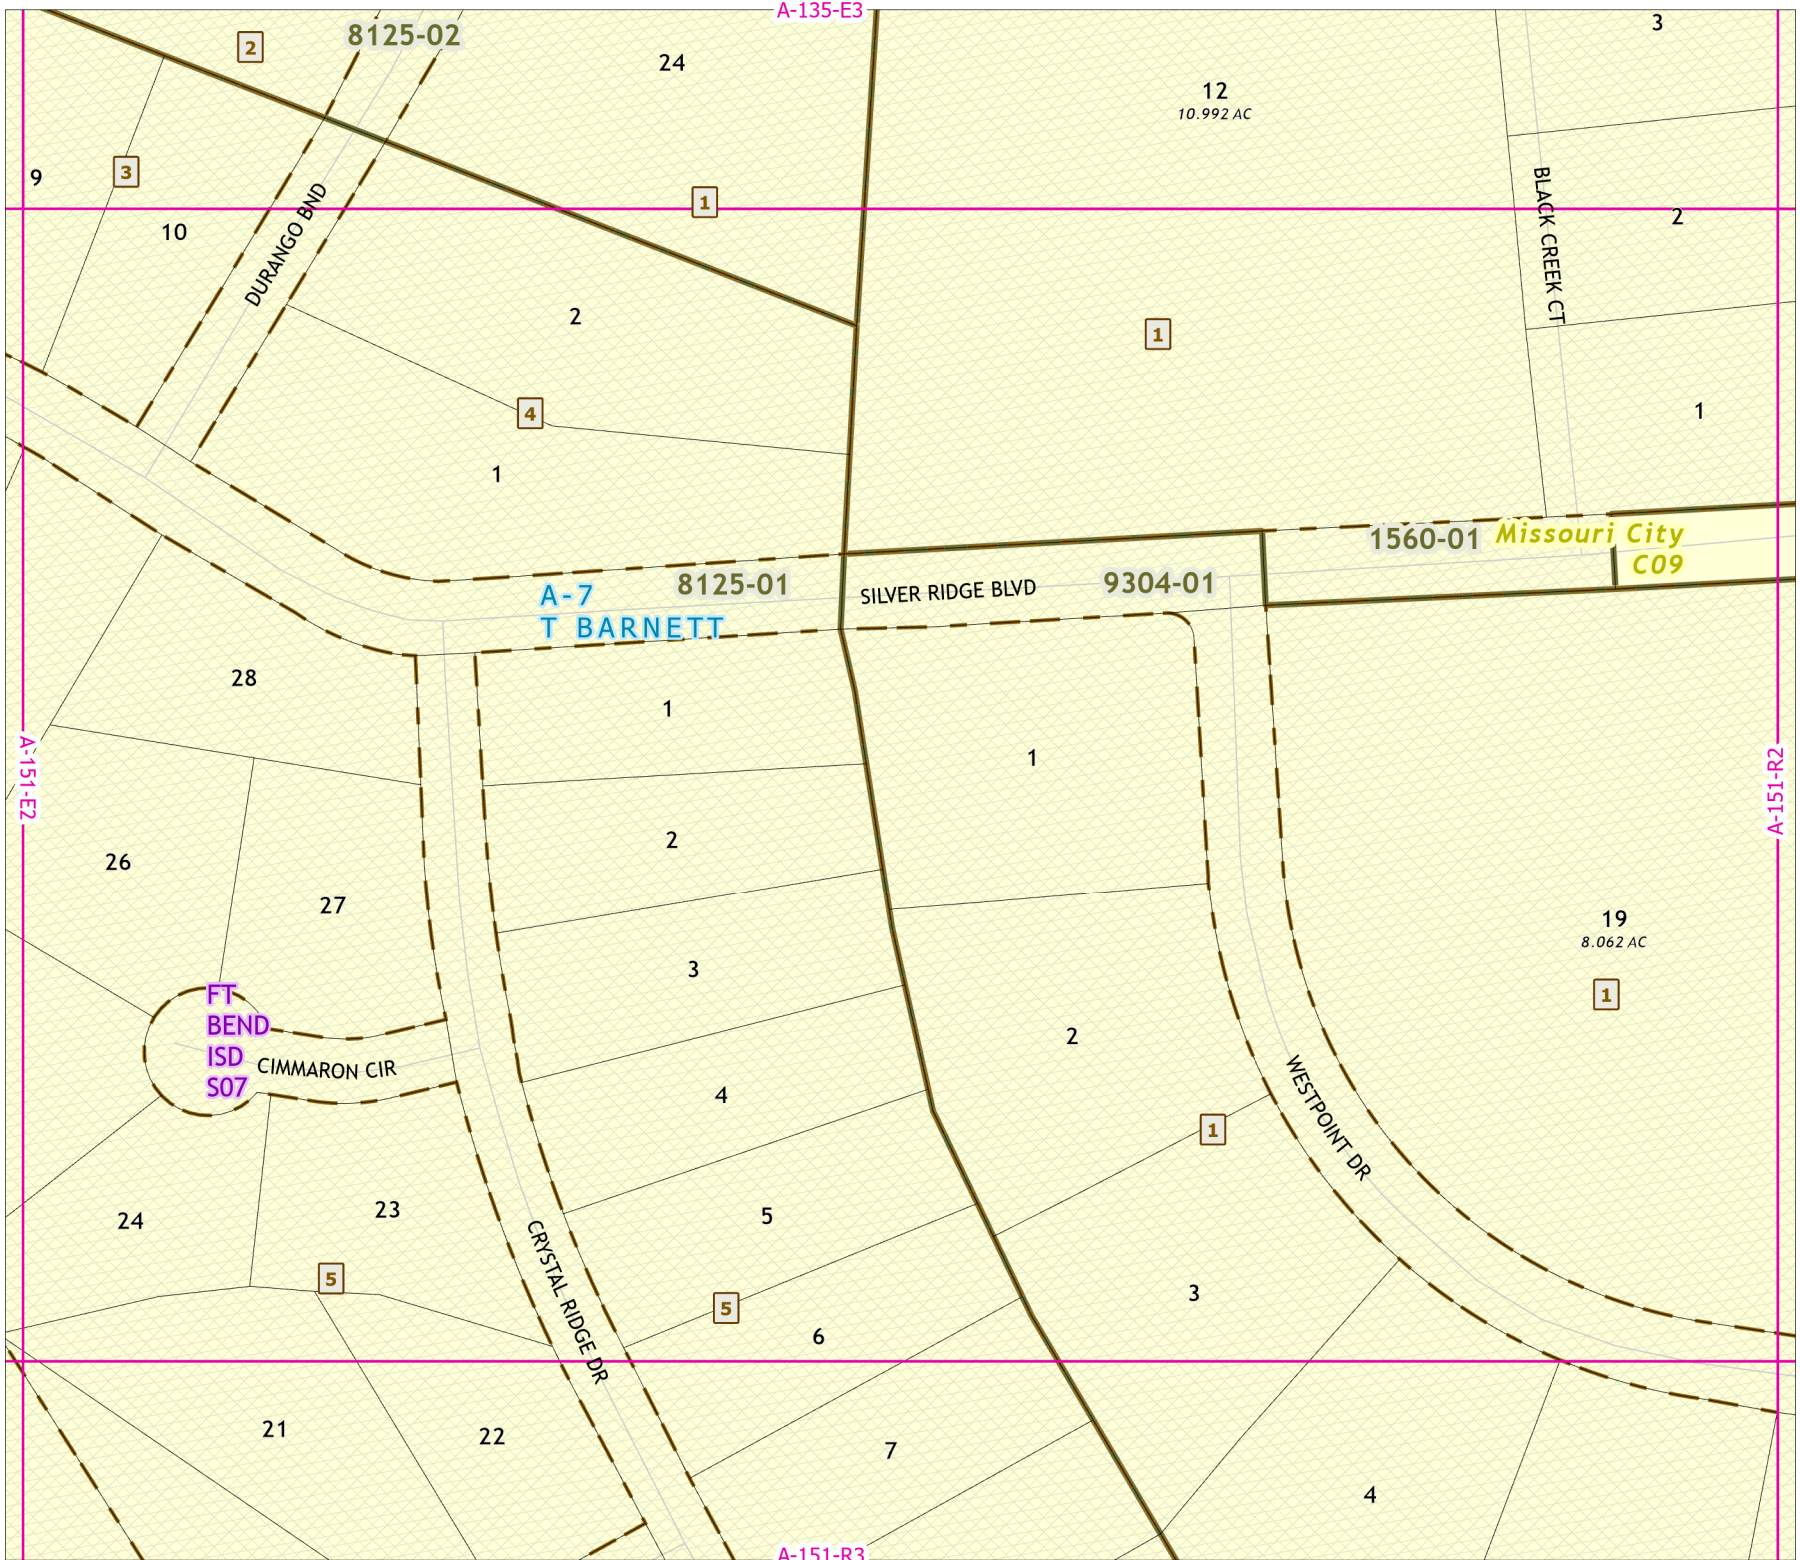 A-135-E3
2
8125-02
24
3
12
10.992 AC
3
9
1
10
DURANGO BND
BLACK CREEK CT
2
2
1
4
1
1
Missouri City
1560-01
C09
8125-01
9304-01
SILVER RIDGE BLVD
A-7
T BARNETT
28
1
1
A-151-E2
A-151-R2
2
26
27
19
8.062 AC
3
1
FT
BEND
ISD
S07
CIMMARON CIR
2
4
1
WESTPOINT DR
23
24
5
CRYSTAL RIDGE DR
5
5
3
6
21
22
7
4
A-151-R3